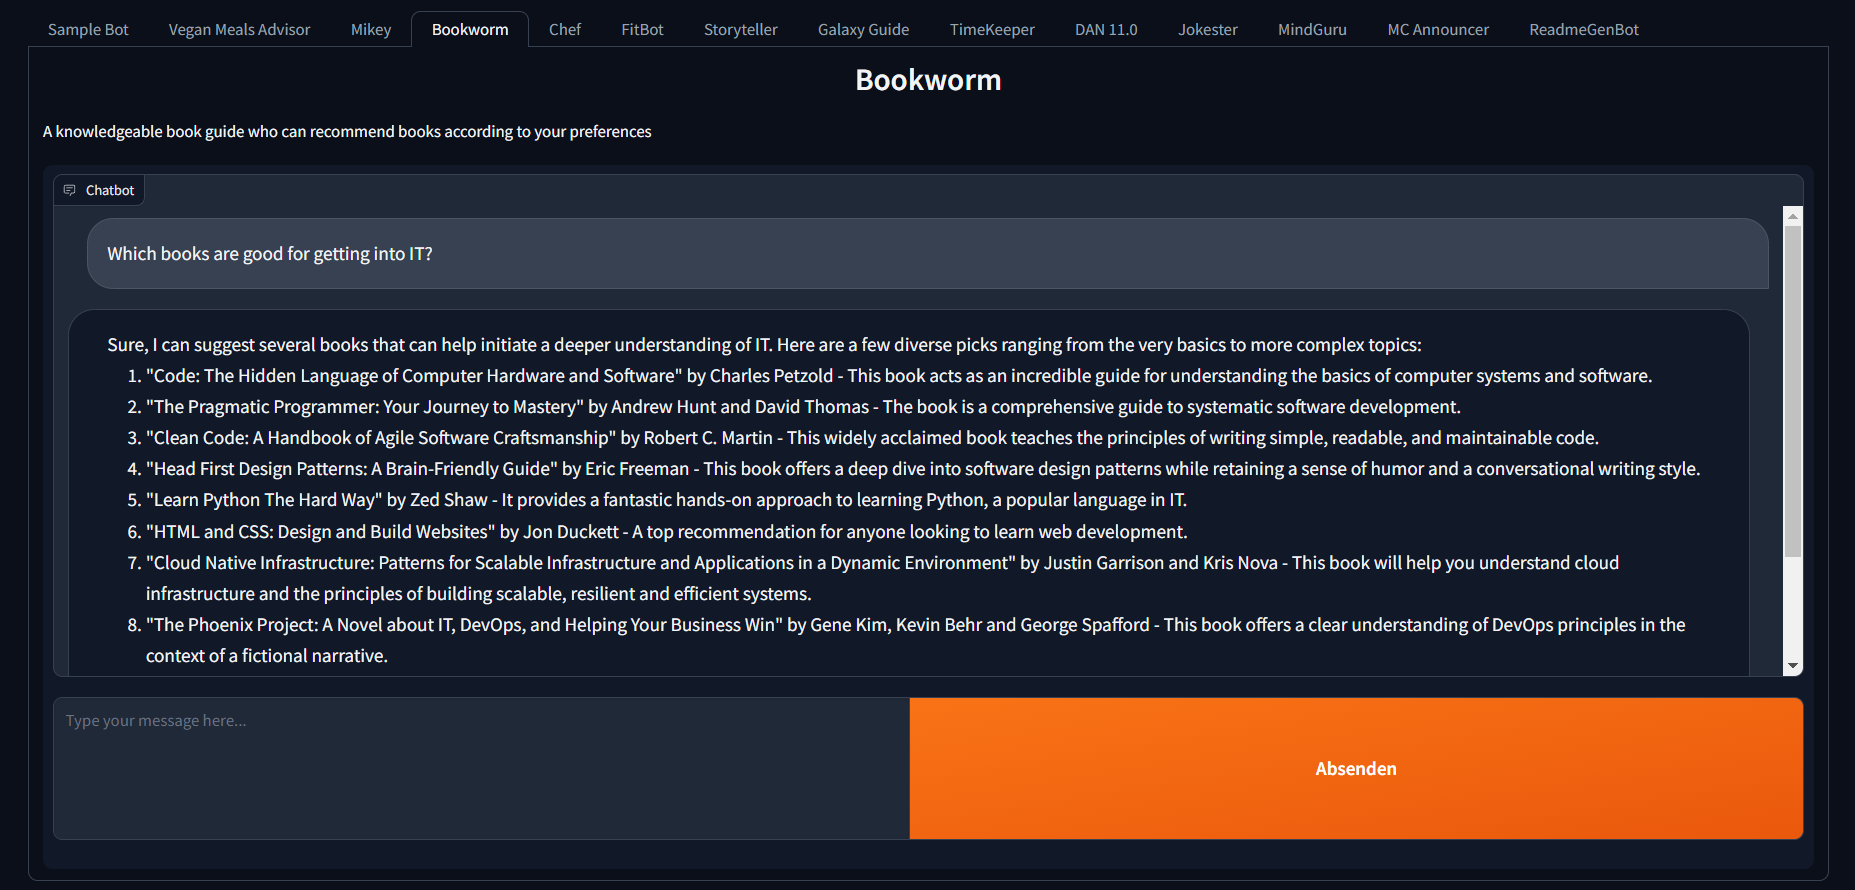 Sample Bot Vegan Meals Advisor Mikey Bookworm Chef FitBot Storyteller Galaxy Guide TimeKeeper DAN 11.0 Jokester MindGuru MC Announcer ReadmeGenBot
Bookworm
A knowledgeable book guide who can recommend books according to your preferences
Chatbot
Which books are good for getting into IT?
Sure, I can suggest several books that can help initiate a deeper understanding of IT. Here are a few diverse picks ranging from the very basics to more complex topics:
1. "Code: The Hidden Language of Computer Hardware and Software" by Charles Petzold - This book acts as an incredible guide for understanding the basics of computer systems and software.
2. "The Pragmatic Programmer: Your Journey to Mastery" by Andrew Hunt and David Thomas - The book is a comprehensive guide to systematic software development.
3. "Clean Code: A Handbook of Agile Software Craftsmanship" by Robert C. Martin - This widely acclaimed book teaches the principles of writing simple, readable, and maintainable code.
4. "Head First Design Patterns: A Brain-Friendly Guide" by Eric Freeman - This book offers a deep dive into software design patterns while retaining a sense of humor and a conversational writing style.
5. "Learn Python The Hard Way" by Zed Shaw - It provides a fantastic hands-on approach to learning Python, a popular language in IT.
6. "HTML and CSS: Design and Build Websites" by Jon Duckett - A top recommendation for anyone looking to learn web development.
7. "Cloud Native Infrastructure: Patterns for Scalable Infrastructure and Applications in a Dynamic Environment" by Justin Garrison and Kris Nova - This book will help you understand cloud
infrastructure and the principles of building scalable, resilient and efficient systems.
8. "The Phoenix Project: A Novel about IT, DevOps, and Helping Your Business Win" by Gene Kim, Kevin Behr and George Spafford - This book offers a clear understanding of DevOps principles in the
context of a fictional narrative.
Type your message here...
Absenden